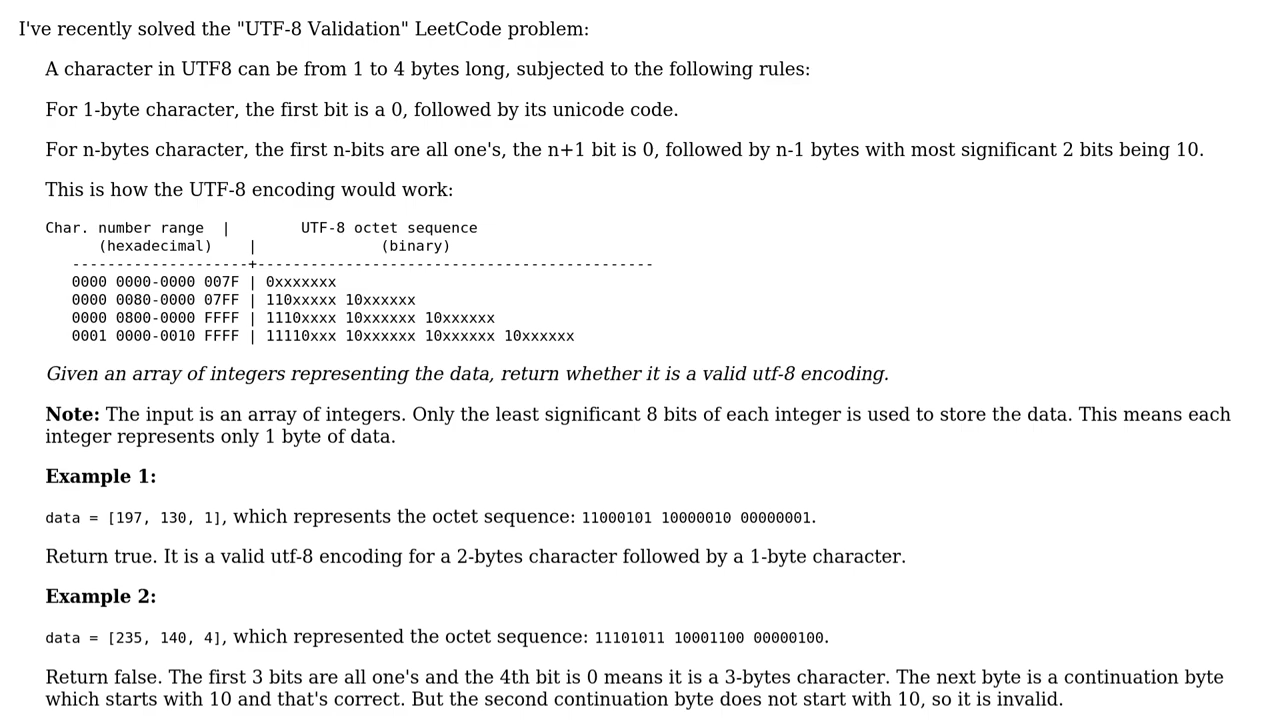 I've recently solved the "UTF-8 Validation" LeetCode problem:
A character in UTF8 can be from 1 to 4 bytes long, subjected to the following rules:
For 1-byte character, the first bit is a 0, followed by its unicode code.
For n-bytes character, the first n-bits are all one's, the n+1 bit is 0, followed by n-1 bytes with most significant 2 bits being 10.
This is how the UTF-8 encoding would work:
Char. number range  |        UTF-8 octet sequence
      (hexadecimal)    |              (binary)
   --------------------+---------------------------------------------
   0000 0000-0000 007F | 0xxxxxxx
   0000 0080-0000 07FF | 110xxxxx 10xxxxxx
   0000 0800-0000 FFFF | 1110xxxx 10xxxxxx 10xxxxxx
   0001 0000-0010 FFFF | 11110xxx 10xxxxxx 10xxxxxx 10xxxxxx
Given an array of integers representing the data, return whether it is a valid utf-8 encoding.
Note: The input is an array of integers. Only the least significant 8 bits of each integer is used to store the data. This means each
integer represents only 1 byte of data.
Example 1:
data = [197, 130, 1], which represents the octet sequence: 11000101 10000010 00000001.
Return true. It is a valid utf-8 encoding for a 2-bytes character followed by a 1-byte character.
Example 2:
data = [235, 140, 4], which represented the octet sequence: 11101011 10001100 00000100.
Return false. The first 3 bits are all one's and the 4th bit is 0 means it is a 3-bytes character. The next byte is a continuation byte
which starts with 10 and that's correct. But the second continuation byte does not start with 10, so it is invalid.